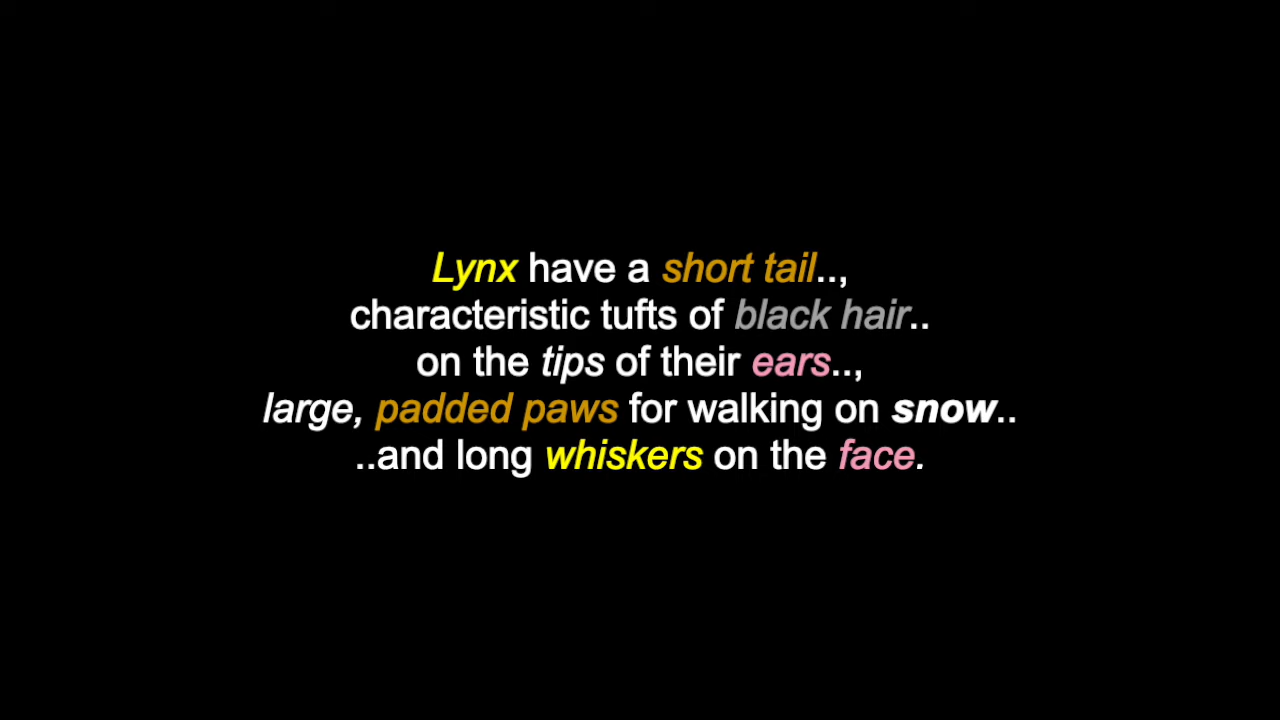 Lynx have a short tail..,
characteristic tufts of black hair..
on the tips of their ears..,
large, padded paws for walking on snow..
..and long whiskers on the face.